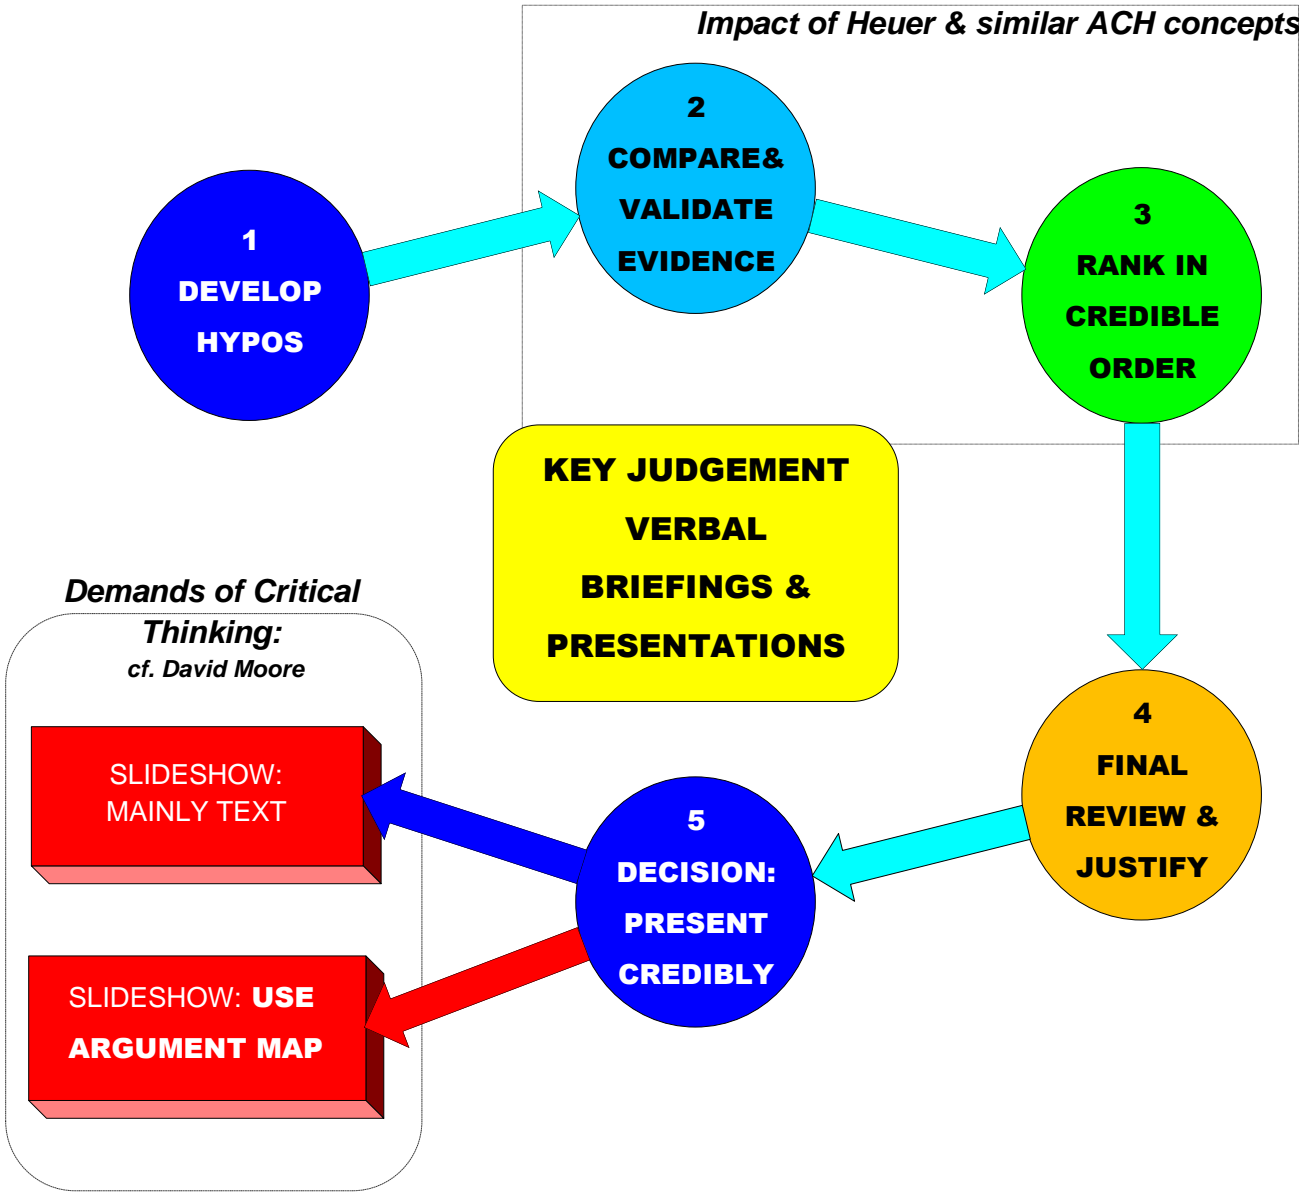 Impact of Heuer & similar ACH concepts
1
DEVELOP
HYPOS
2
COMPARE&
VALIDATE
EVIDENCE
3
RANK IN
CREDIBLE
ORDER
KEY JUDGEMENT
VERBAL
BRIEFINGS &
PRESENTATIONS
4
FINAL
REVIEW &
JUSTIFY
5
DECISION:
PRESENT
CREDIBLY
Demands of Critical
Thinking:
cf. David Moore
SLIDESHOW:
MAINLY TEXT
SLIDESHOW: USE
ARGUMENT MAP